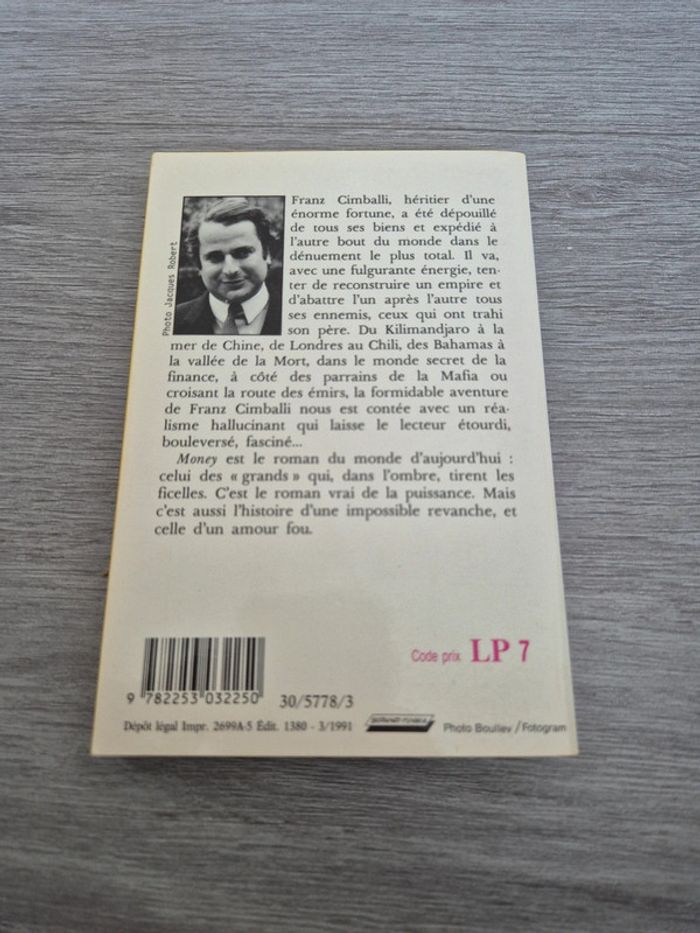 Photo Jacques Robert
Franz Cimballi, héritier d'une
énorme fortune, a été dépouillé
de tous ses biens et expédié à
l'autre bout du monde dans le
dénuement le plus total. Il va,
avec une fulgurante énergie, ten-
ter de reconstruire un empire et
d'abattre l'un après l'autre tous
ses ennemis, ceux qui ont trahi
son père. Du Kilimandjaro à la
mer de Chine, de Londres au Chili, des Bahamas à
la vallée de la Mort, dans le monde secret de la
finance, à côté des parrains de la Mafia ou
croisant la route des émirs, la formidable aventure
de Franz Cimballi nous est contée avec un réa-
lisme hallucinant qui laisse le lecteur étourdi,
bouleversé, fasciné...
Money est le roman du monde d'aujourd'hui :
celui des « grands » qui, dans l'ombre, tirent les
ficelles. C'est le roman vrai de la puissance. Mais
c'est aussi l'histoire d'une impossible revanche, et
celle d'un amour fou.
Code prix LP 7
9 782253 032250
30/5778/3
Dépôt légal Impr. 2699A-5 Édit. 1380 - 3/1991
Photo Boullev / Fotogram